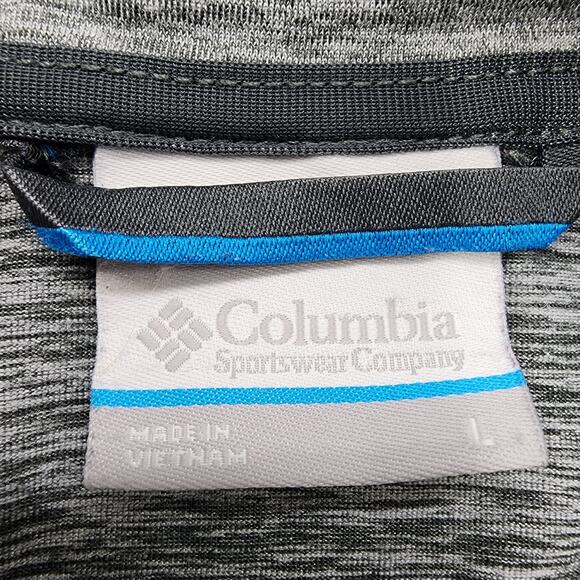 Columbia
Sportswear Company
MADE IN
VIETNAM
L